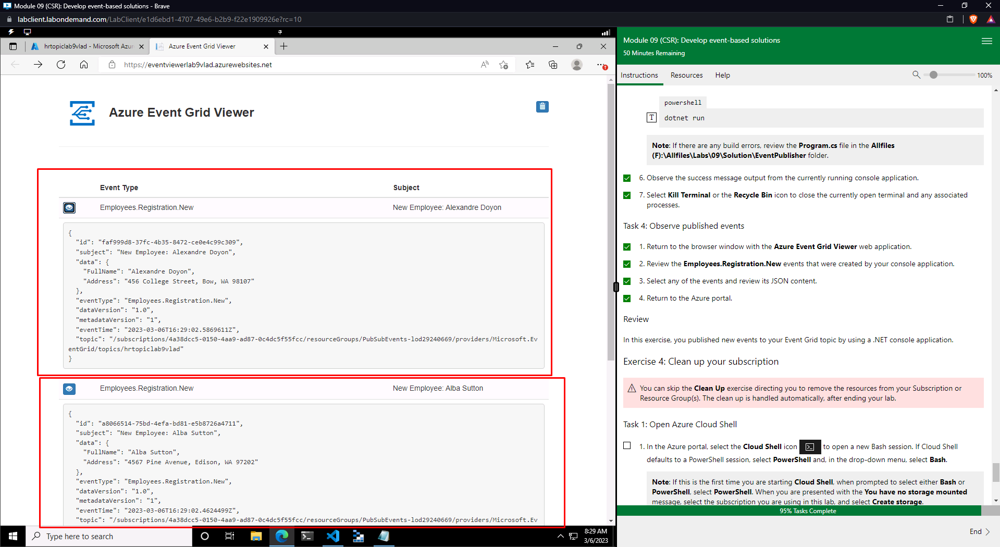 Module 09 (CSR): Develop event-based solutions - Brave
labclient.labondemand.com/LabClient/e1d6ebd1-4707-49e6-b2b9-f22e1909926e?rc=10
hrtopiclab9vlad - Microsoft Azur
Azure Event Grid Viewer
https://eventviewerlab9vlad.azurewebsites.net
Azure Event Grid Viewer
Event Type Subject
Employees.Registration.New New Employee: Alexandre Doyon
{
"id": "faf999d8-37fc-4b35-8472-ce0e4c99c309",
"subject": "New Employee: Alexandre Doyon",
"data": {
"FullName": "Alexandre Doyon",
"Address": "456 College Street, Bow, WA 98107"
},
"eventType": "Employees.Registration.New",
"dataVersion": "1.0",
"metadataVersion": "1",
"eventTime": "2023-03-06T16:29:02.5869611Z",
"topic": "/subscriptions/4a38dcc5-0150-4aa9-ad87-0c4dc5f55fcc/resourceGroups/PubSubEvents-lod29240669/providers/Microsoft.Ev
entGrid/topics/hrtopiclab9vlad"
}
Employees.Registration.New New Employee: Alba Sutton
{
"id": "a8066514-75bd-4efa-bd81-e5b8726a4711",
"subject": "New Employee: Alba Sutton",
"data": {
"FullName": "Alba Sutton",
"Address": "4567 Pine Avenue, Edison, WA 97202"
},
"eventType": "Employees.Registration.New",
"dataVersion": "1.0",
"metadataVersion": "1",
"eventTime": "2023-03-06T16:29:02.4624499Z",
"topic": "/subscriptions/4a38dcc5-0150-4aa9-ad87-0c4dc5f55fcc/resourceGroups/PubSubEvents-lod29240669/providers/Microsoft.Ev
Type here to search
8:29 AM
3/6/2023
Module 09 (CSR): Develop event-based solutions
50 Minutes Remaining
Instructions Resources Help 100%
powershell
T dotnet run
Note: If there are any build errors, review the Program.cs file in the Allfiles
(F):\Allfiles\Labs\09\Solution\EventPublisher folder.
6. Observe the success message output from the currently running console application.
7. Select Kill Terminal or the Recycle Bin icon to close the currently open terminal and any associated
processes.
Task 4: Observe published events
1. Return to the browser window with the Azure Event Grid Viewer web application.
2. Review the Employees.Registration.New events that were created by your console application.
3. Select any of the events and review its JSON content.
4. Return to the Azure portal.
Review
In this exercise, you published new events to your Event Grid topic by using a .NET console application.
Exercise 4: Clean up your subscription
You can skip the Clean Up exercise directing you to remove the resources from your Subscription or
Resource Group(s). The clean up is handled automatically, after ending your lab.
Task 1: Open Azure Cloud Shell
1. In the Azure portal, select the Cloud Shell icon to open a new Bash session. If Cloud Shell
defaults to a PowerShell session, select PowerShell and, in the drop-down menu, select Bash.
Note: If this is the first time you are starting Cloud Shell, when prompted to select either Bash or
PowerShell, select PowerShell. When you are presented with the You have no storage mounted
message, select the subscription you are using in this lab, and select Create storage.
95% Tasks Complete
End